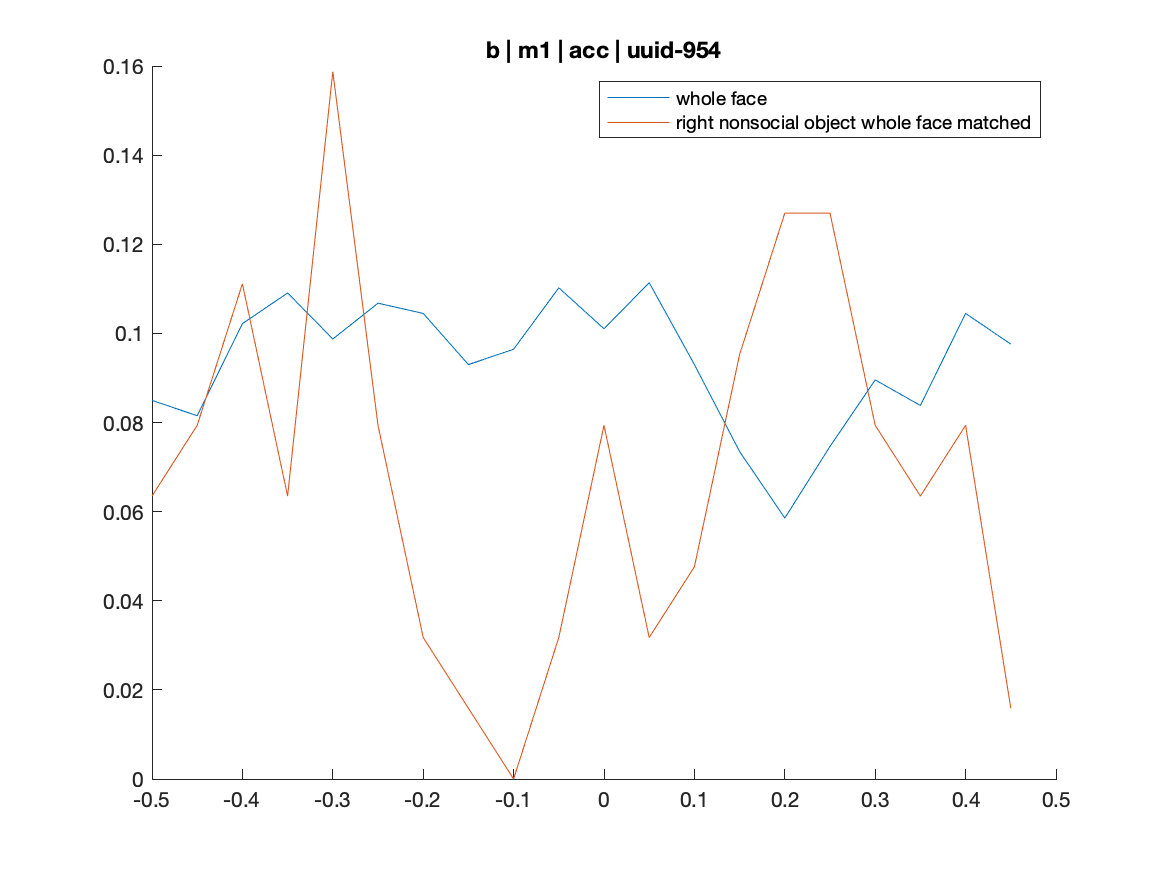 b | m1 | acc | uuid-954
whole face
right nonsocial object whole face matched
0.16
0.14
0.12
0.1
0.08
0.06
0.04
0.02
0
-0.5 -0.4 -0.3 -0.2 -0.1 0 0.1 0.2 0.3 0.4 0.5